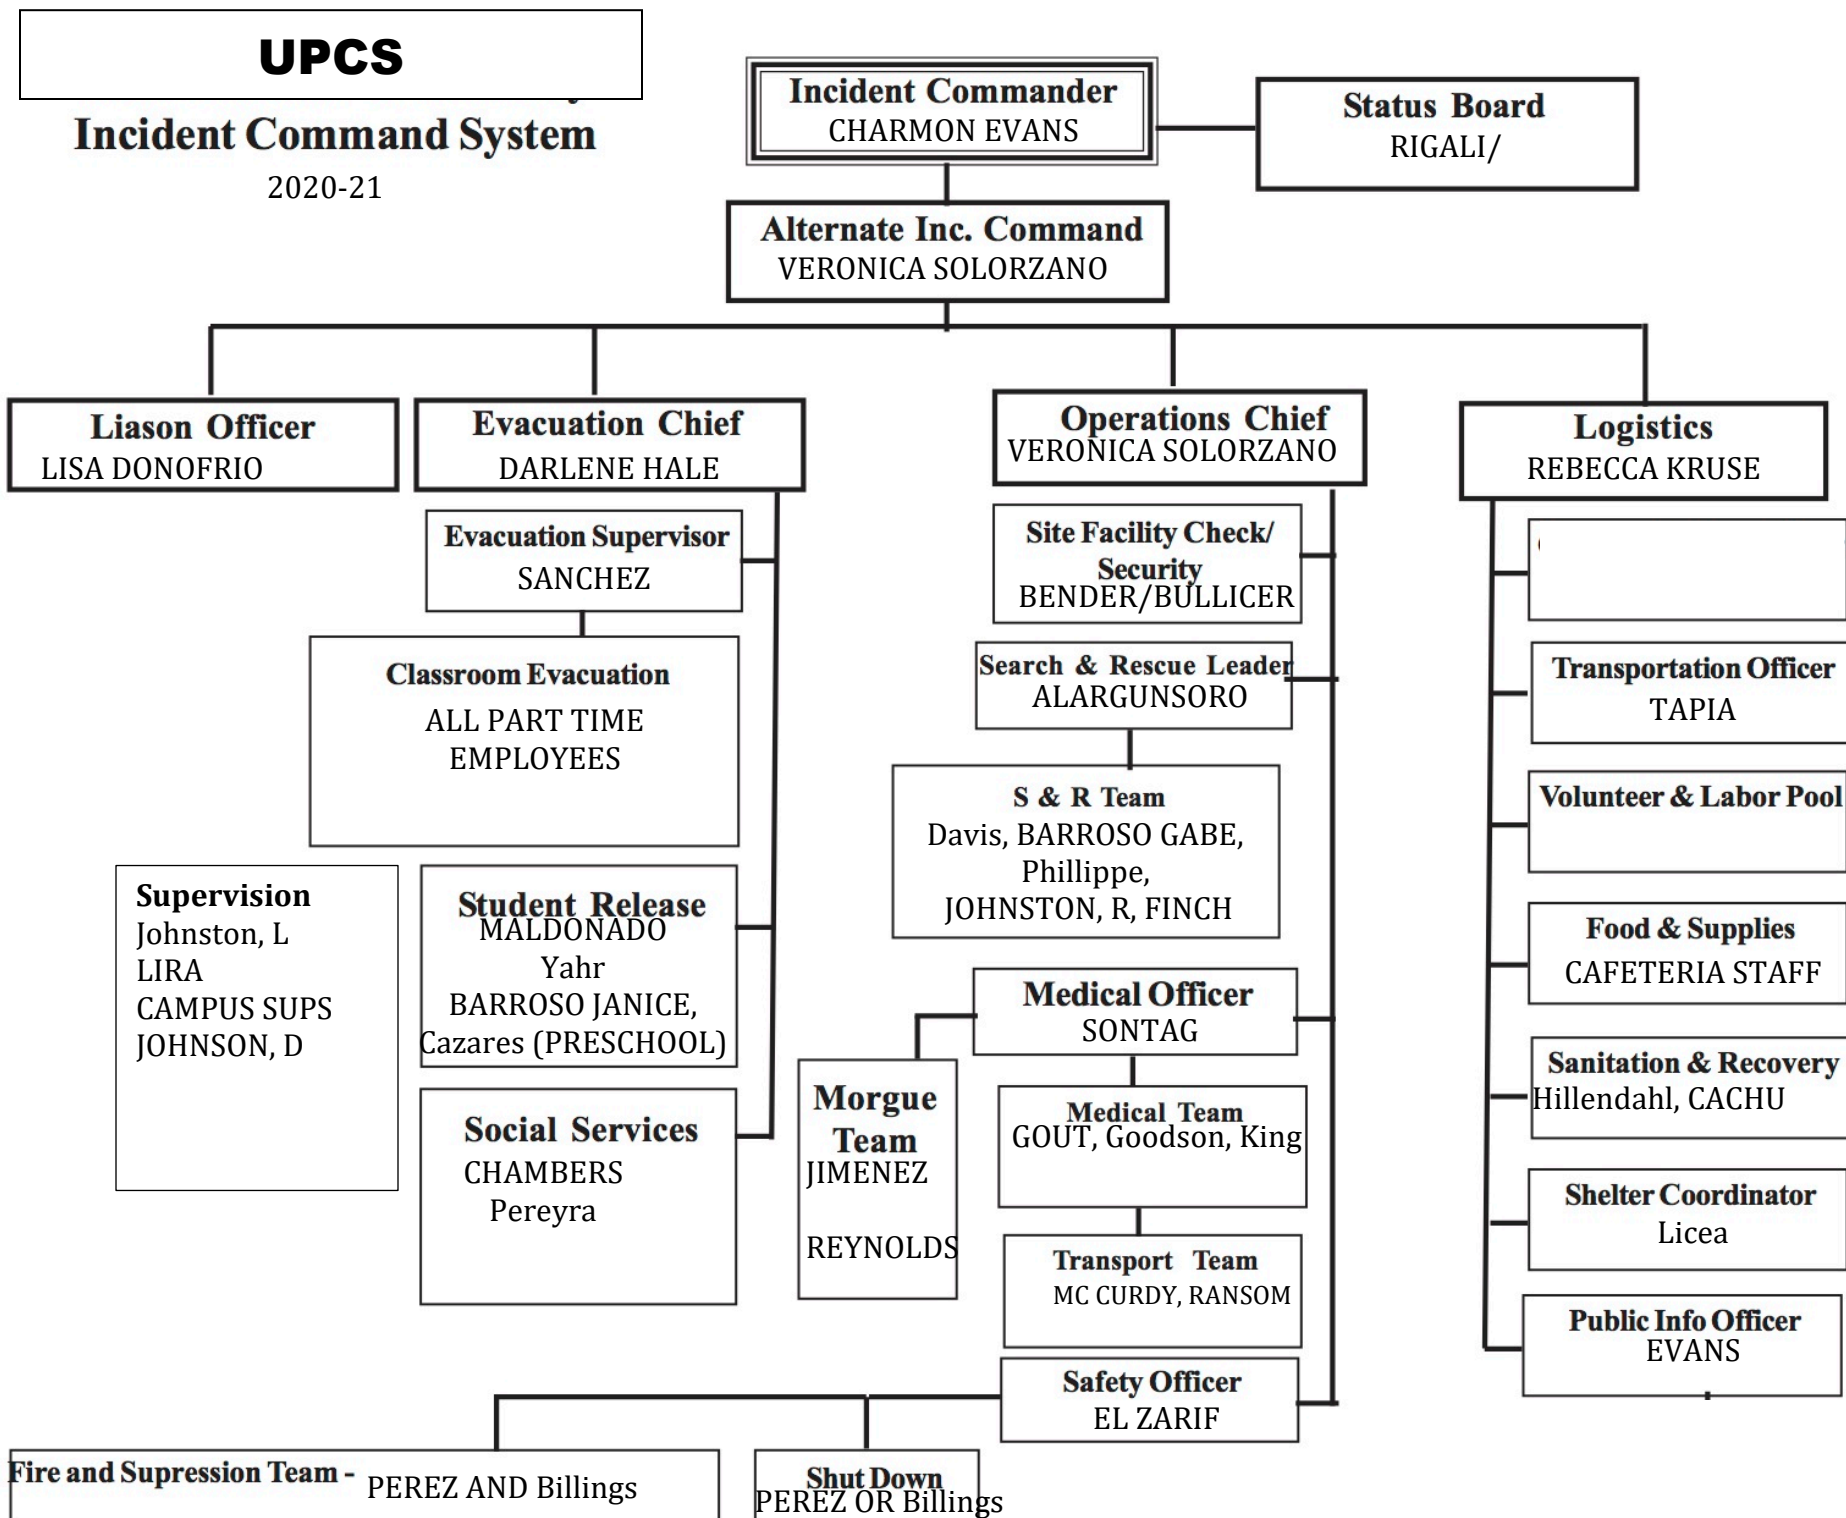 UPCS
Incident Command System
2020-21
Incident Commander
CHARMON EVANS
Status Board
RIGALI/
Alternate Inc. Command
VERONICA SOLORZANO
Liason Officer
LISA DONOFRIO
Evacuation Chief
DARLENE HALE
Operations Chief
VERONICA SOLORZANO
Logistics
REBECCA KRUSE
Evacuation Supervisor
SANCHEZ
Classroom Evacuation
ALL PART TIME
EMPLOYEES
Supervision
Johnston, L
LIRA
CAMPUS SUPS
JOHNSON, D
Student Release
MALDONADO
Yahr
BARROSO JANICE,
Cazares (PRESCHOOL)
Social Services
CHAMBERS
Pereyra
Site Facility Check/
Security
BENDER/BULLICER
Search & Rescue Leader
ALARGUNSORO
S & R Team
Davis, BARROSO GABE,
Phillippe,
JOHNSTON, R, FINCH
Medical Officer
SONTAG
Morgue
Team
JIMENEZ
REYNOLDS
Medical Team
GOUT, Goodson, King
Transport Team
MC CURDY, RANSOM
Safety Officer
EL ZARIF
Fire and Supression Team - PEREZ AND Billings
Shut Down
PEREZ OR Billings
Transportation Officer
TAPIA
Volunteer & Labor Pool
Food & Supplies
CAFETERIA STAFF
Sanitation & Recovery
Hillendahl, CACHU
Shelter Coordinator
Licea
Public Info Officer
EVANS